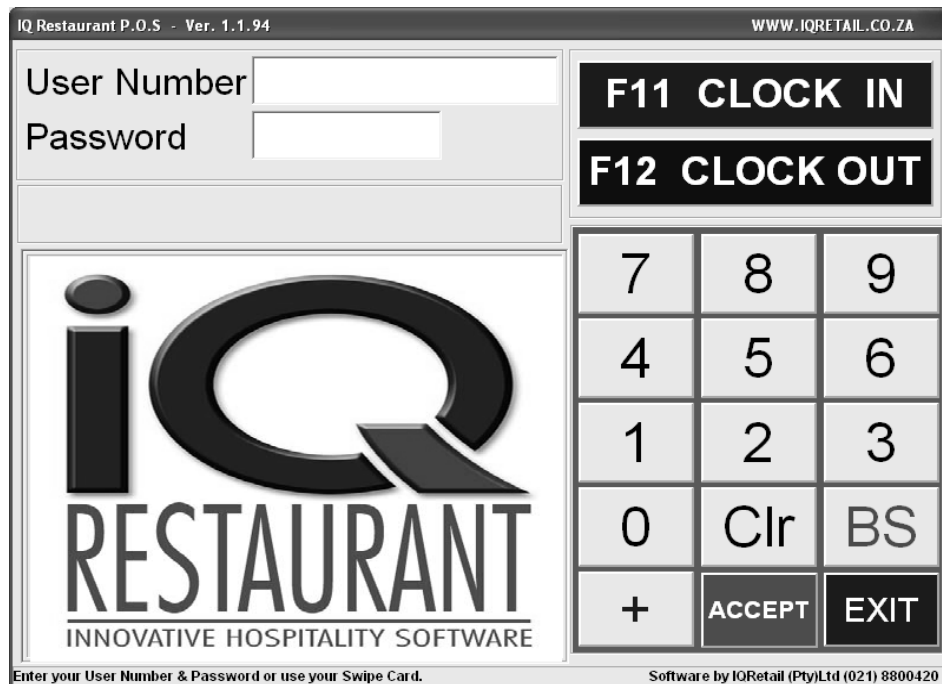 IQ Restaurant P.O.S - Ver. 1.1.94 WWW.IQRETAIL.CO.ZA
User Number
Password
F11 CLOCK IN
F12 CLOCK OUT
7 8 9
4 5 6
1 2 3
0 Clr BS
+ ACCEPT EXIT
iQ
RESTAURANT
INNOVATIVE HOSPITALITY SOFTWARE
Enter your User Number & Password or use your Swipe Card. Software by IQRetail (Pty)Ltd (021) 8800420